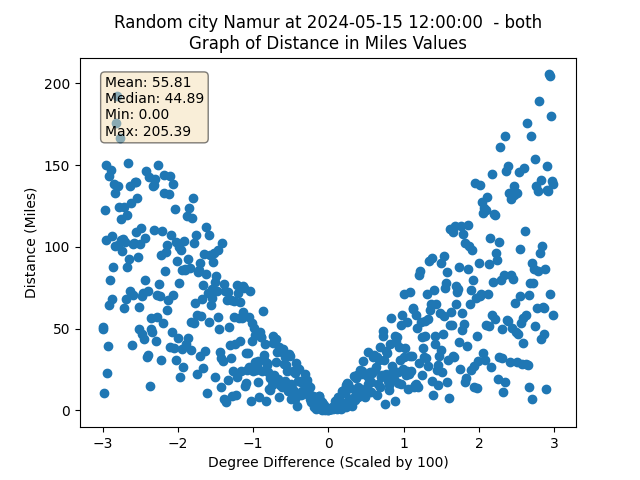 Random city Namur at 2024-05-15 12:00:00 - both
Graph of Distance in Miles Values
Mean: 55.81
Median: 44.89
Min: 0.00
Max: 205.39
Distance (Miles)
200
150
100
50
0
−3
−2
−1
0
1
2
3
Degree Difference (Scaled by 100)